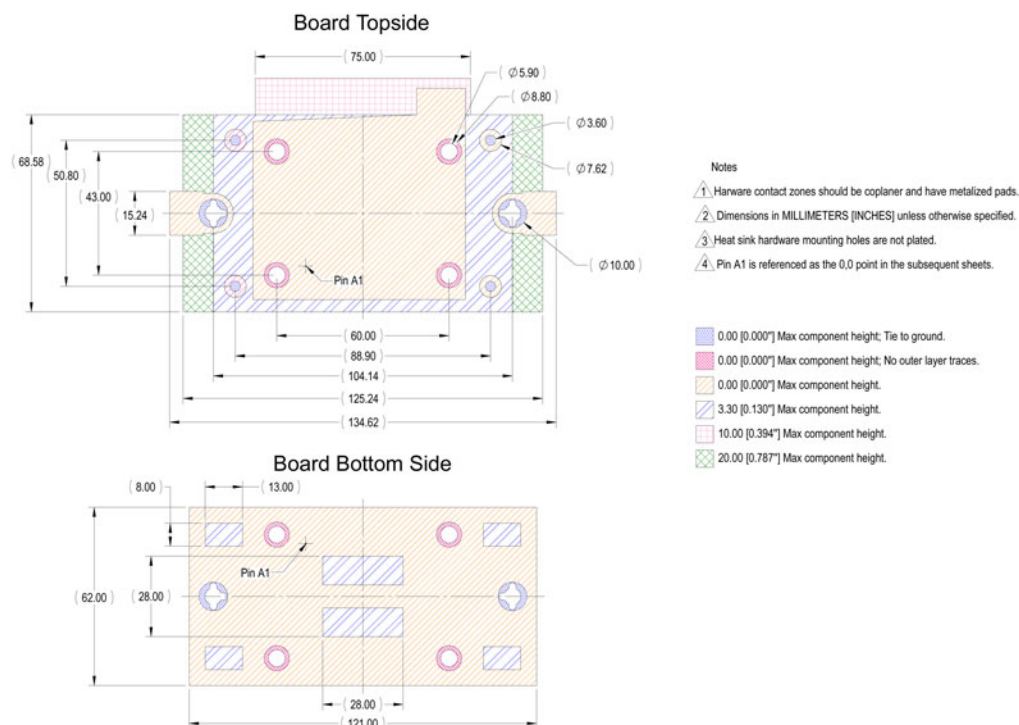 Board Topside
( 75.00 )
( Ø5.90 )
( Ø8.80 )
( Ø3.60 )
( Ø7.62 )
( 68.58 )
( 50.80 )
( 43.00 )
( 15.24 )
( Ø10.00 )
Pin A1
( 60.00 )
( 88.90 )
( 104.14 )
( 125.24 )
( 134.62 )
Notes
1 Harware contact zones should be coplaner and have metalized pads.
2 Dimensions in MILLIMETERS [INCHES] unless otherwise specified.
3 Heat sink hardware mounting holes are not plated.
4 Pin A1 is referenced as the 0,0 point in the subsequent sheets.
0.00 [0.000"] Max component height; Tie to ground.
0.00 [0.000"] Max component height; No outer layer traces.
0.00 [0.000"] Max component height.
3.30 [0.130"] Max component height.
10.00 [0.394"] Max component height.
20.00 [0.787"] Max component height.
Board Bottom Side
( 8.00 )
( 13.00 )
Pin A1
( 62.00 )
( 28.00 )
( 28.00 )
( 121.00 )